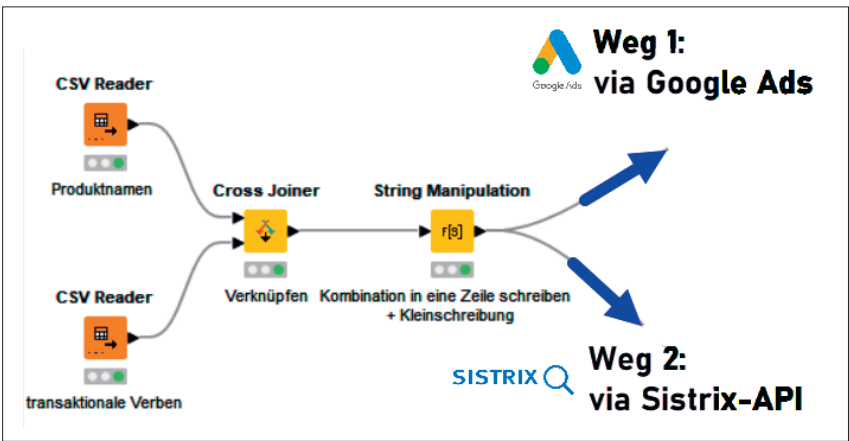 Weg 1:
Google Ads
via Google Ads
CSV Reader
Produktnamen
Cross Joiner
String Manipulation
f[s]
Verknüpfen
Kombination in eine Zeile schreiben
+ Kleinschreibung
CSV Reader
transaktionale Verben
Weg 2:
SISTRIX
via Sistrix-API